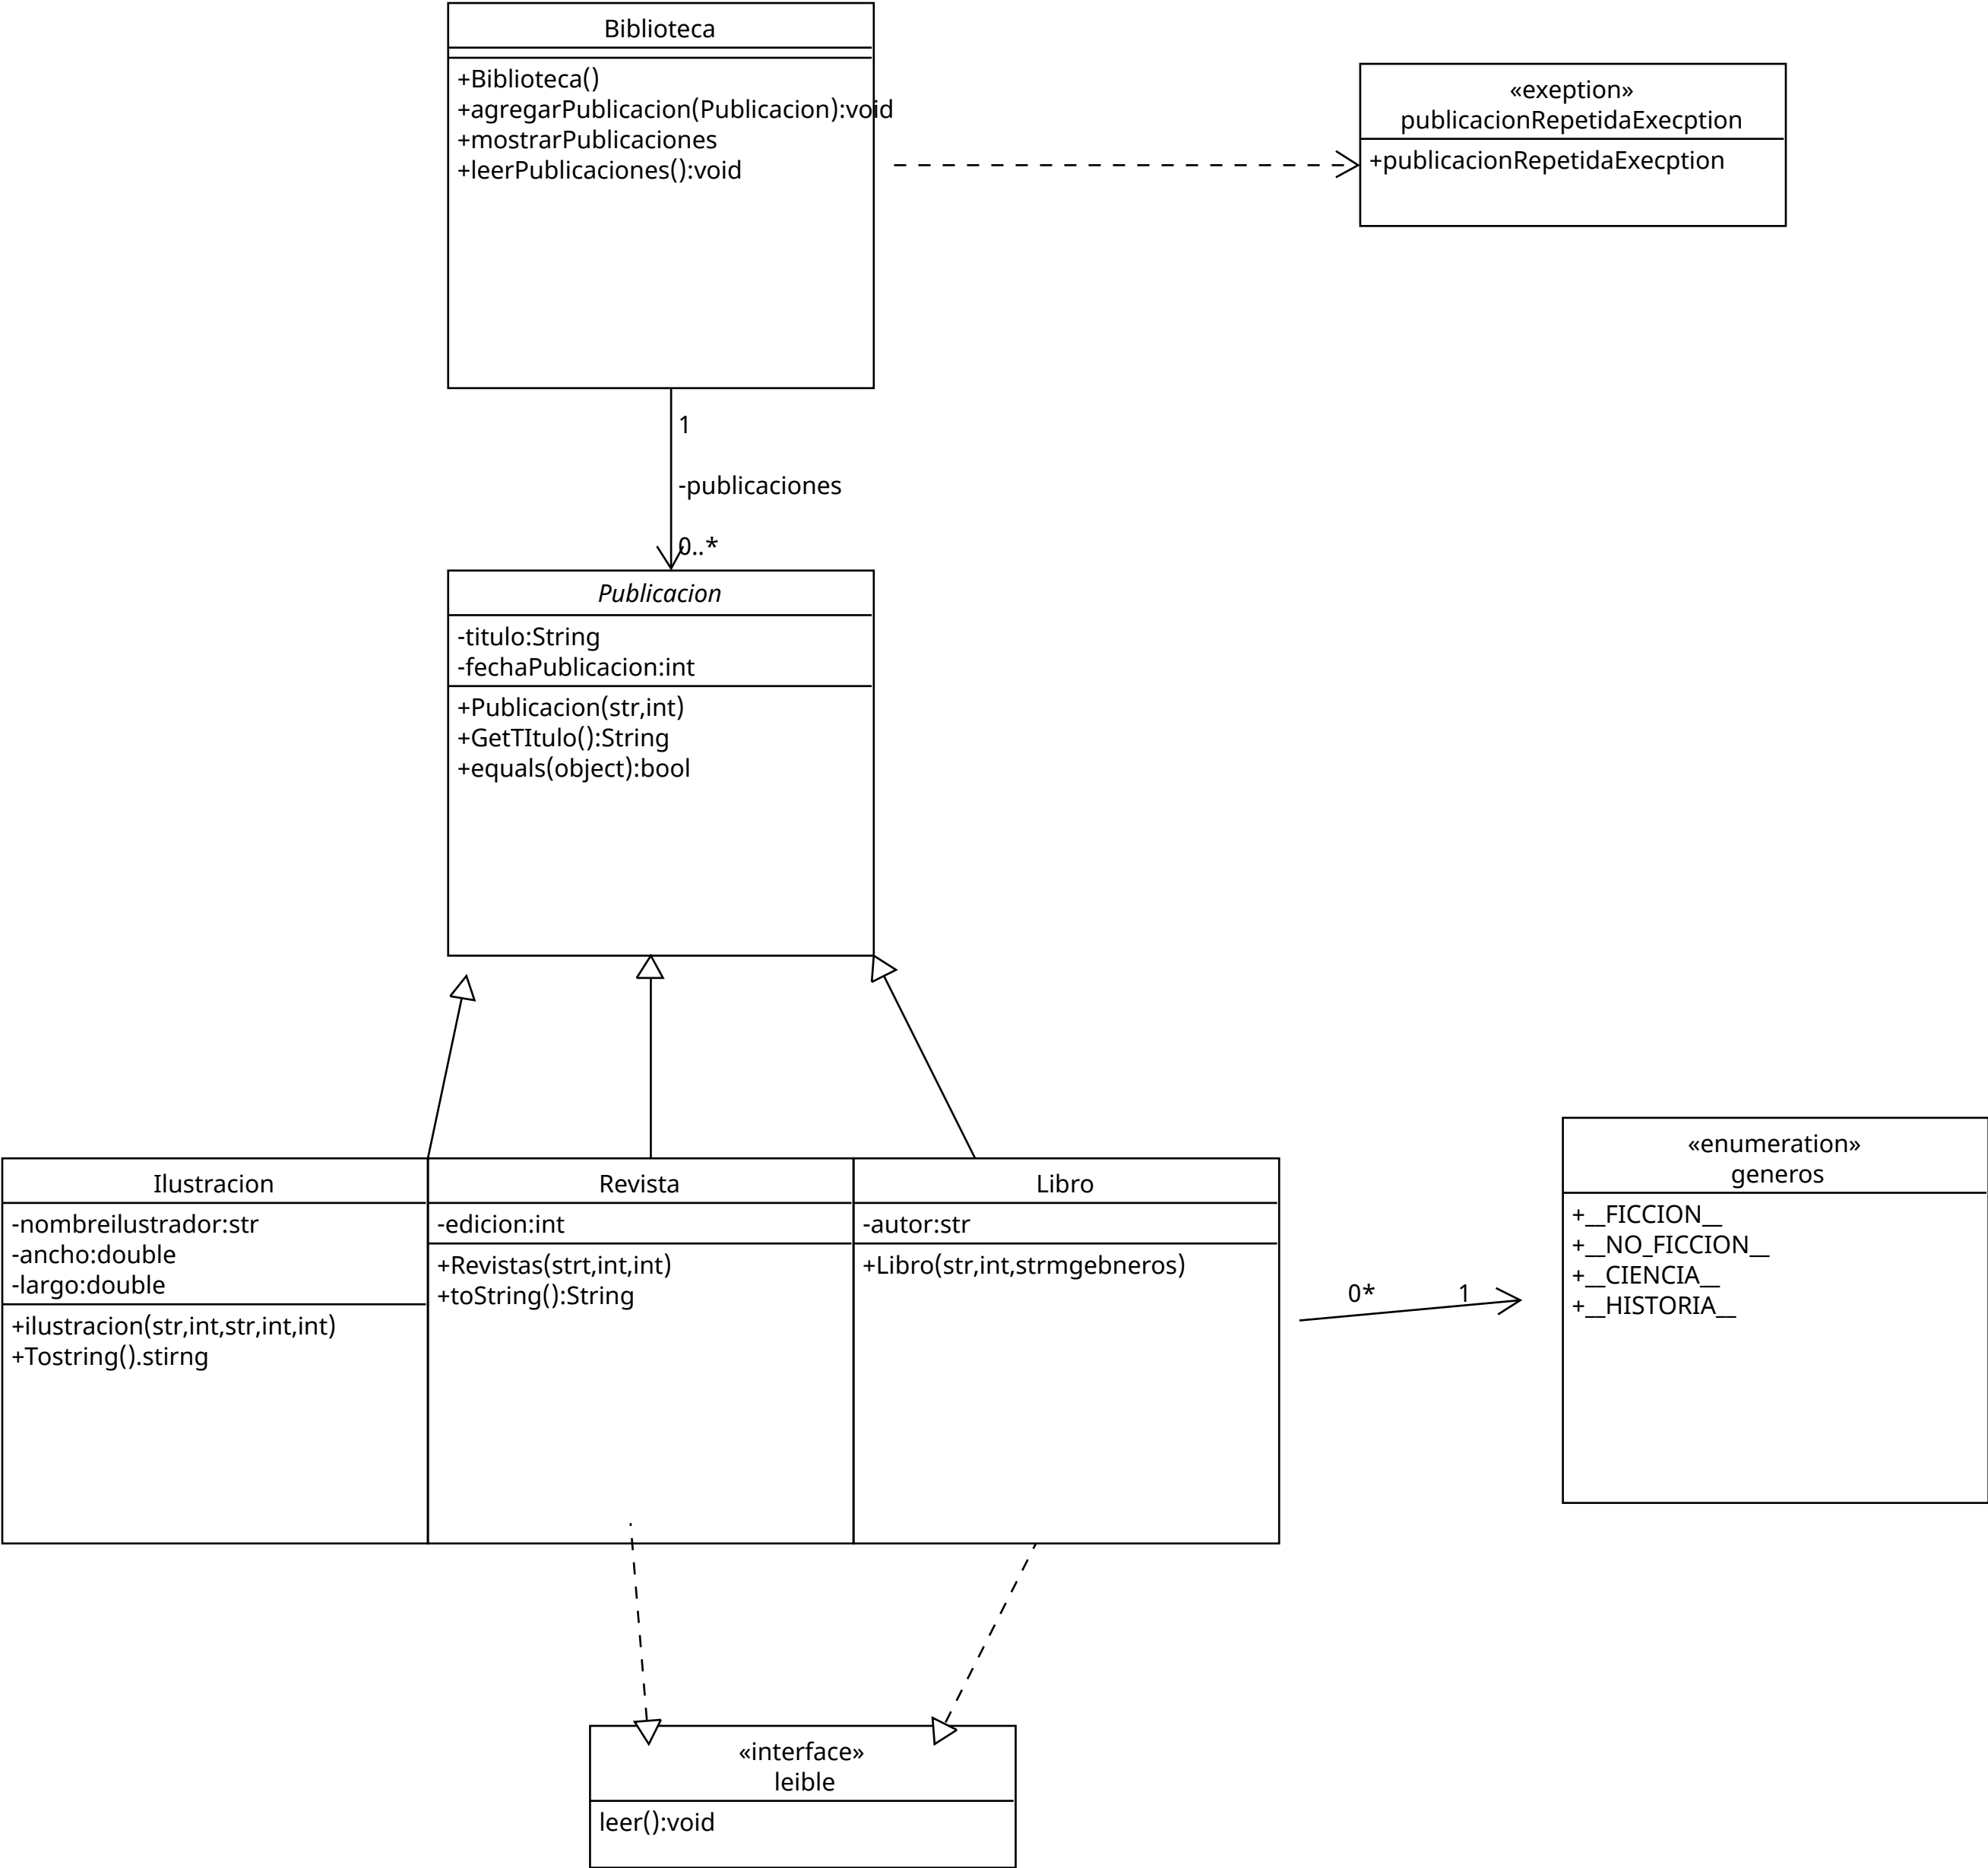 Biblioteca
+Biblioteca()
+agregarPublicacion(Publicacion):void
+mostrarPublicaciones
+leerPublicaciones():void
«exeption»
publicacionRepetidaExecption
+publicacionRepetidaExecption
1
-publicaciones
0..*
Publicacion
-titulo:String
-fechaPublicacion:int
+Publicacion(str,int)
+GetTItulo():String
+equals(object):bool
Ilustracion
-nombreilustrador:str
-ancho:double
-largo:double
+ilustracion(str,int,str,int,int)
+Tostring().stirng
Revista
-edicion:int
+Revistas(strt,int,int)
+toString():String
Libro
-autor:str
+Libro(str,int,strmgebneros)
0* 1
«enumeration»
generos
+__FICCION__
+__NO_FICCION__
+__CIENCIA__
+__HISTORIA__
«interface»
leible
leer():void